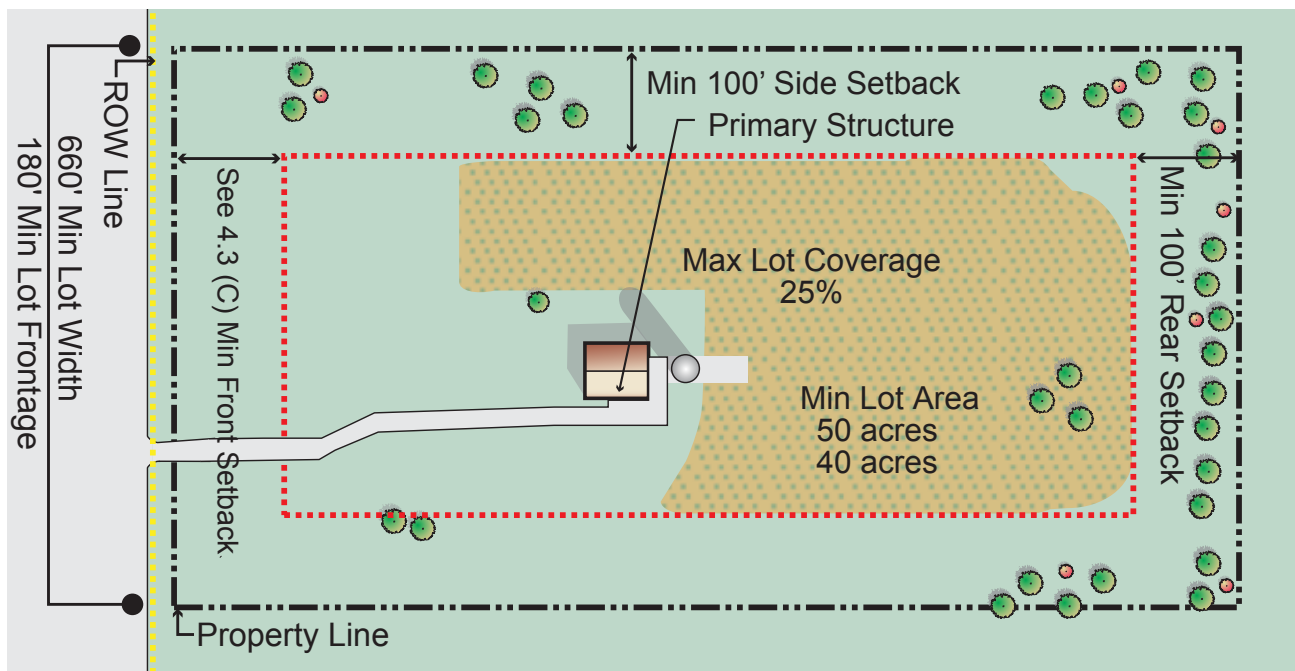 ROW Line
660' Min Lot Width
180' Min Lot Frontage
See 4.3 (C) Min Front Setback
Min 100' Side Setback
Primary Structure
Max Lot Coverage
25%
Min Lot Area
50 acres
40 acres
Min 100' Rear Setback
Property Line